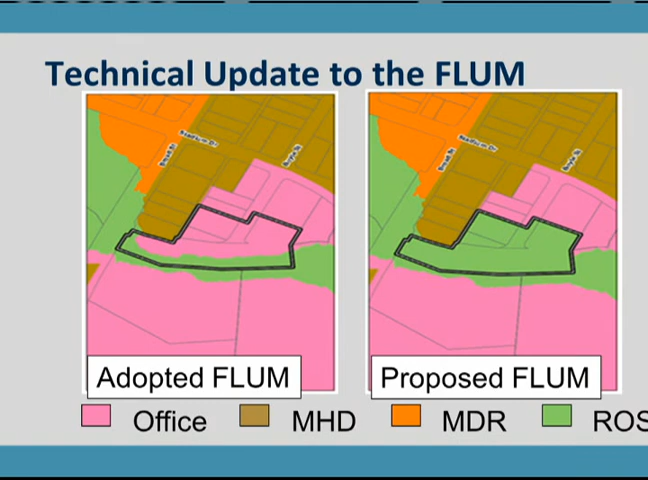 Technical Update to the FLUM
Adopted FLUM
Proposed FLUM
Office
MHD
MDR
ROS